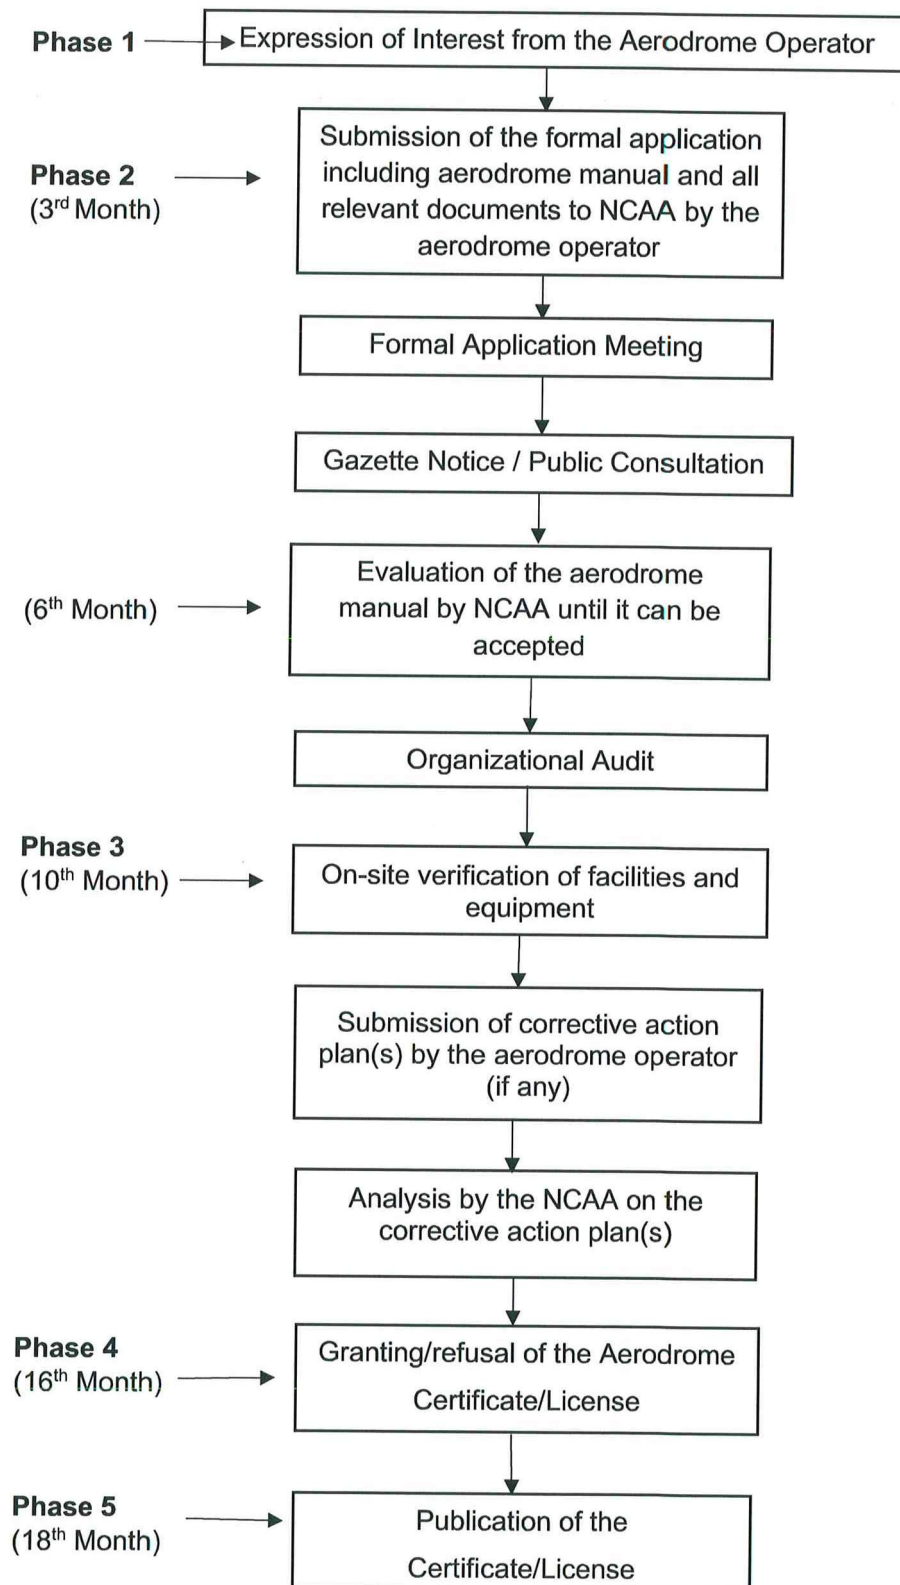 Phase 1
Expression of Interest from the Aerodrome Operator
Phase 2
(3rd Month)
Submission of the formal application
including aerodrome manual and all
relevant documents to NCAA by the
aerodrome operator
Formal Application Meeting
Gazette Notice / Public Consultation
(6th Month)
Evaluation of the aerodrome
manual by NCAA until it can be
accepted
Organizational Audit
Phase 3
(10th Month)
On-site verification of facilities and
equipment
Submission of corrective action
plan(s) by the aerodrome operator
(if any)
Analysis by the NCAA on the
corrective action plan(s)
Phase 4
(16th Month)
Granting/refusal of the Aerodrome
Certificate/License
Phase 5
(18th Month)
Publication of the
Certificate/License